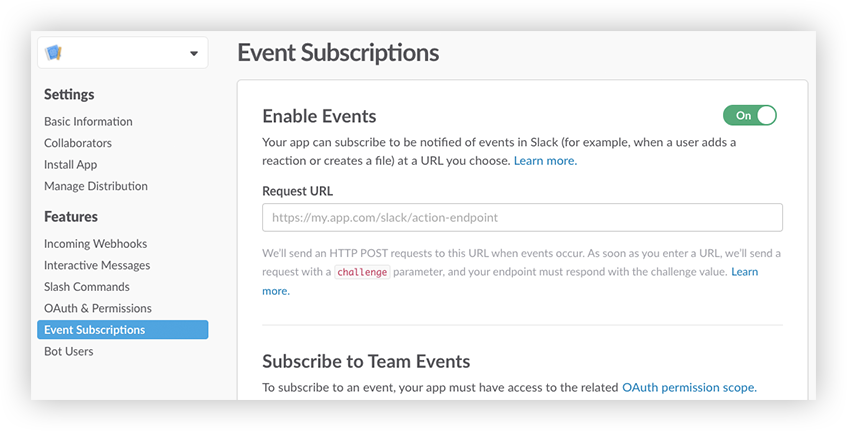 Event Subscriptions
Settings
Basic Information
Collaborators
Install App
Manage Distribution
Features
Incoming Webhooks
Interactive Messages
Slash Commands
OAuth & Permissions
Event Subscriptions
Bot Users
Enable Events
On
Your app can subscribe to be notified of events in Slack (for example, when a user adds a
reaction or creates a file) at a URL you choose. Learn more.
Request URL
https://my.app.com/slack/action-endpoint
We'll send an HTTP POST requests to this URL when events occur. As soon as you enter a URL, we'll send a
request with a challenge parameter, and your endpoint must respond with the challenge value. Learn
more.
Subscribe to Team Events
To subscribe to an event, your app must have access to the related OAuth permission scope.